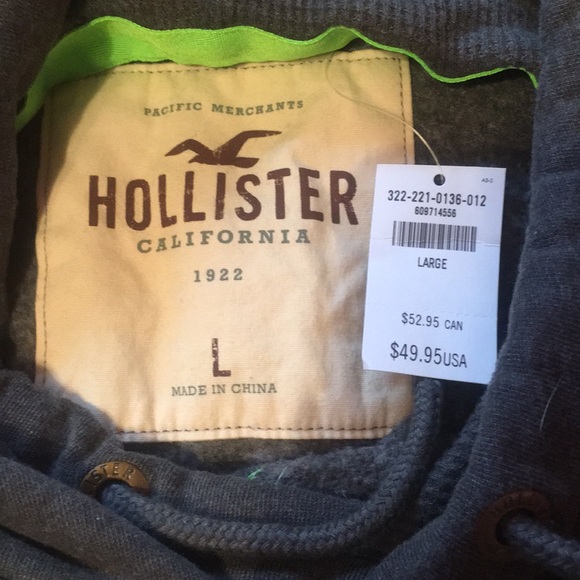 PACIFIC MERCHANTS
HOLLISTER
CALIFORNIA
1922
L
MADE IN CHINA
322-221-0136-012
609714556
LARGE
$52.95 CAN
$49.95USA
STER